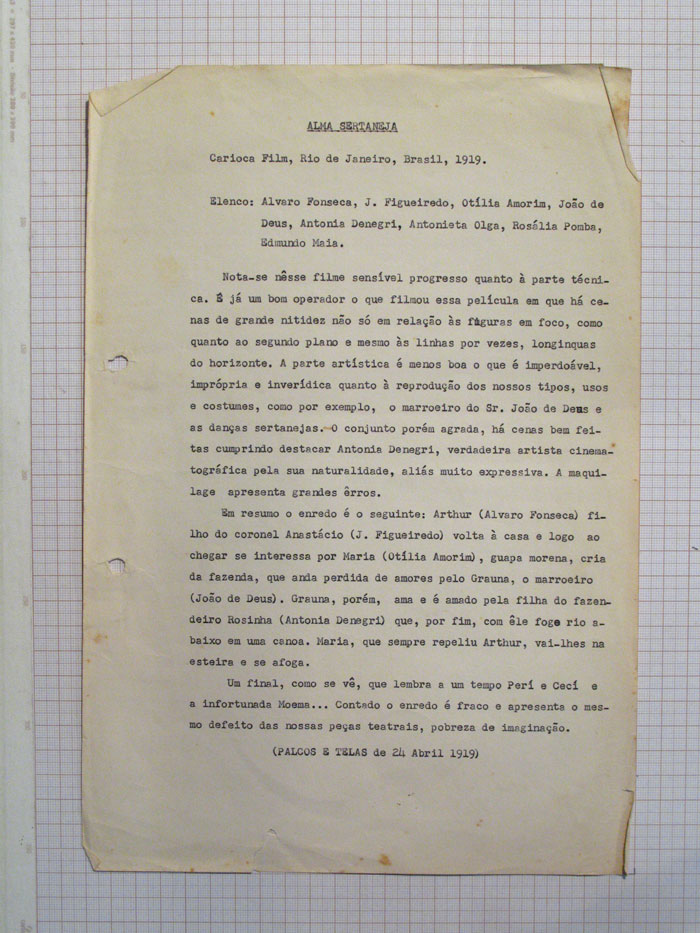 ALMA SERTANEJA
Carioca Film, Rio de Janeiro, Brasil, 1919.
Elenco: Alvaro Fonseca, J. Figueiredo, Otília Amorim, João de
Deus, Antonia Denegri, Antonieta Olga, Rosália Pomba,
Edmundo Maia.
Nota-se nêsse filme sensível progresso quanto à parte técni-
ca. É já um bom operador o que filmou essa película em que há ce-
nas de grande nitidez não só em relação às figuras em foco, como
quanto ao segundo plano e mesmo às linhas por vezes, longinquas
do horizonte. A parte artística é menos boa o que é imperdoável,
imprópria e inverídica quanto à reprodução dos nossos tipos, usos
e costumes, como por exemplo, o marroeiro do Sr. João de Deus e
as danças sertanejas. O conjunto porém agrada, há cenas bem fei-
tas cumprindo destacar Antonia Denegri, verdadeira artista cinema-
tográfica pela sua naturalidade, aliás muito expressiva. A maqui-
lage apresenta grandes êrros.
Em resumo o enredo é o seguinte: Arthur (Alvaro Fonseca) fi-
lho do coronel Anastácio (J. Figueiredo) volta à casa e logo ao
chegar se interessa por Maria (Otília Amorim), guapa morena, cria
da fazenda, que anda perdida de amores pelo Grauna, o marroeiro
(João de Deus). Grauna, porém, ama e é amado pela filha do fazen-
deiro Rosinha (Antonia Denegri) que, por fim, com êle foge rio a-
baixo em uma canoa. Maria, que sempre repeliu Arthur, vai-lhes na
esteira e se afoga.
Um final, como se vê, que lembra a um tempo Perí e Cecí e
a infortunada Moema... Contado o enredo é fraco e apresenta o mes-
mo defeito das nossas peças teatrais, pobreza de imaginação.
(PALCOS E TELAS de 24 Abril 1919)